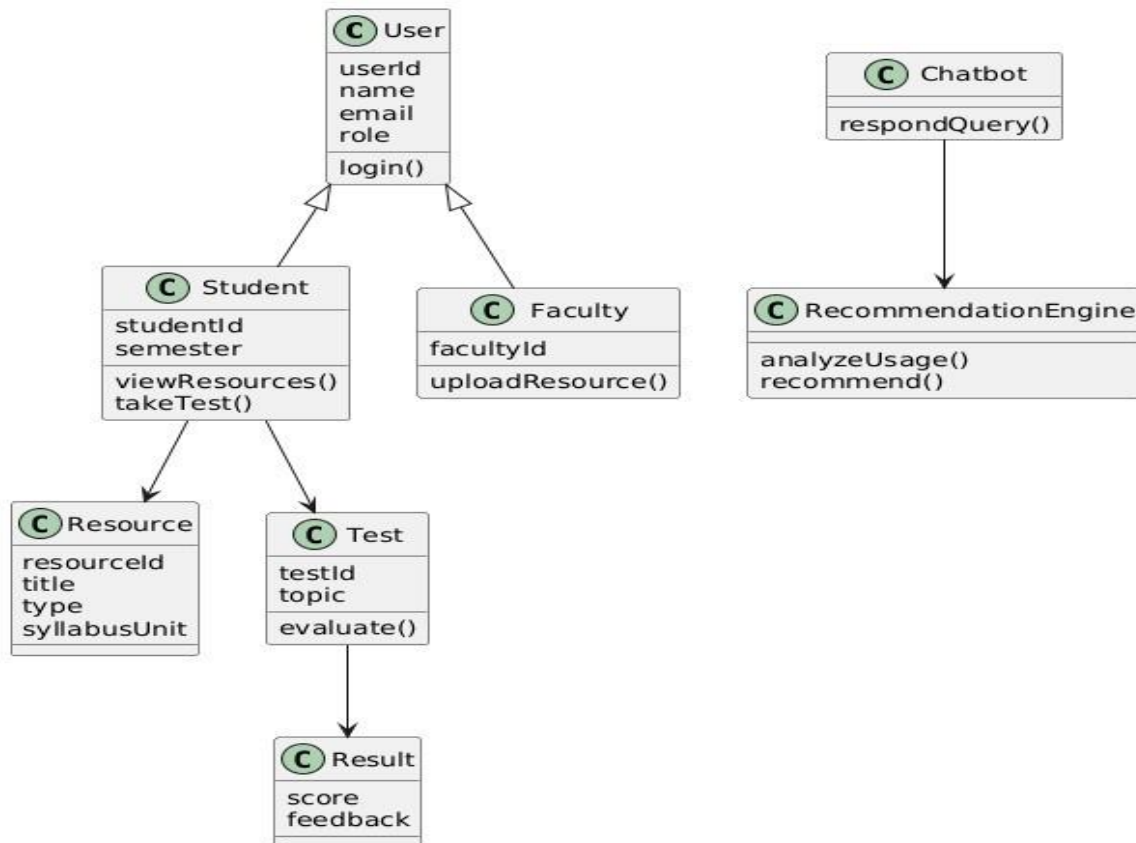 C User
userId
name
email
role
login()
C Chatbot
respondQuery()
C Student
studentId
semester
viewResources()
takeTest()
C Faculty
facultyId
uploadResource()
C RecommendationEngine
analyzeUsage()
recommend()
C Resource
resourceId
title
type
syllabusUnit
C Test
testId
topic
evaluate()
C Result
score
feedback